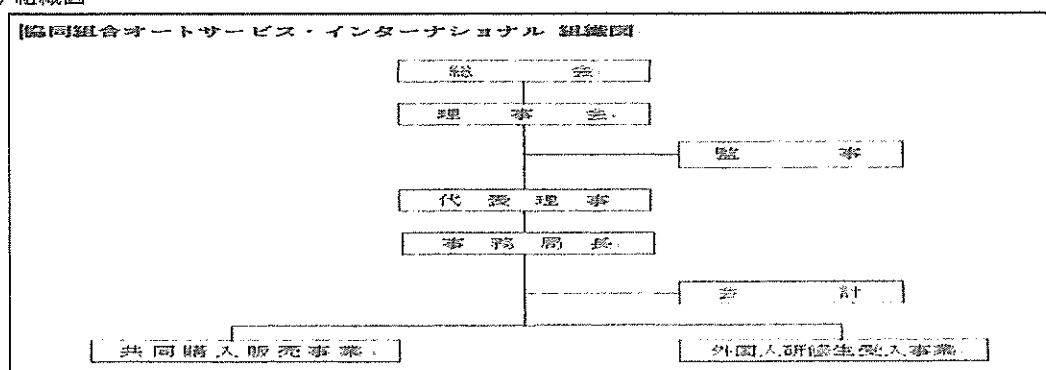 組織図
協同組合オートサービス・インターナショナル 組織図
総会
理事会
監事
代表理事
事務局長
会計
共同購入販売事業
外国人研修生受入事業